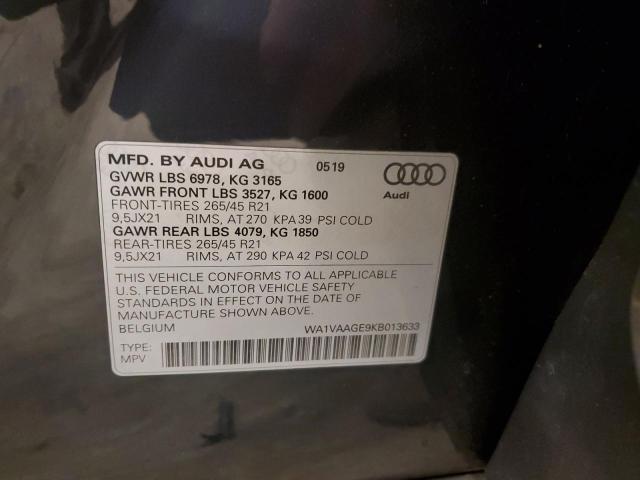 MFD. BY AUDI AG 0519
GVWR LBS 6978, KG 3165
GAWR FRONT LBS 3527, KG 1600
FRONT-TIRES 265/45 R21
9,5JX21 RIMS, AT 270 KPA 39 PSI COLD
GAWR REAR LBS 4079, KG 1850
REAR-TIRES 265/45 R21
9,5JX21 RIMS, AT 290 KPA 42 PSI COLD
Audi
THIS VEHICLE CONFORMS TO ALL APPLICABLE
U.S. FEDERAL MOTOR VEHICLE SAFETY
STANDARDS IN EFFECT ON THE DATE OF
MANUFACTURE SHOWN ABOVE.
BELGIUM WA1VAAGE9KB013633
TYPE:
MPV